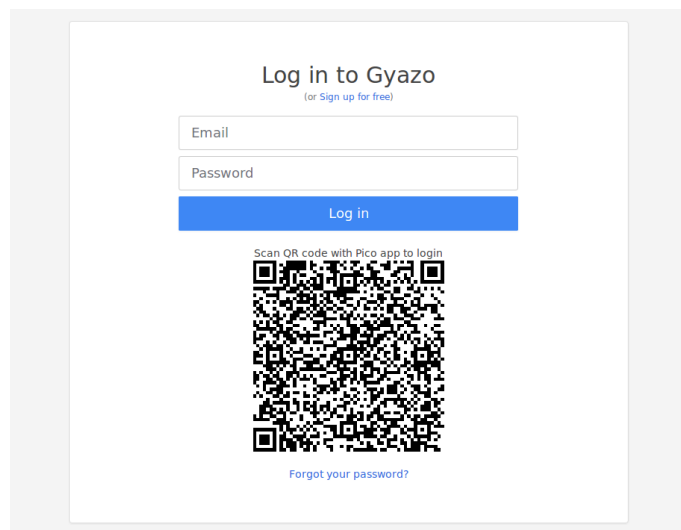 Log in to Gyazo
(or Sign up for free)
Email
Password
Log in
Scan QR code with Pico app to login
Forgot your password?